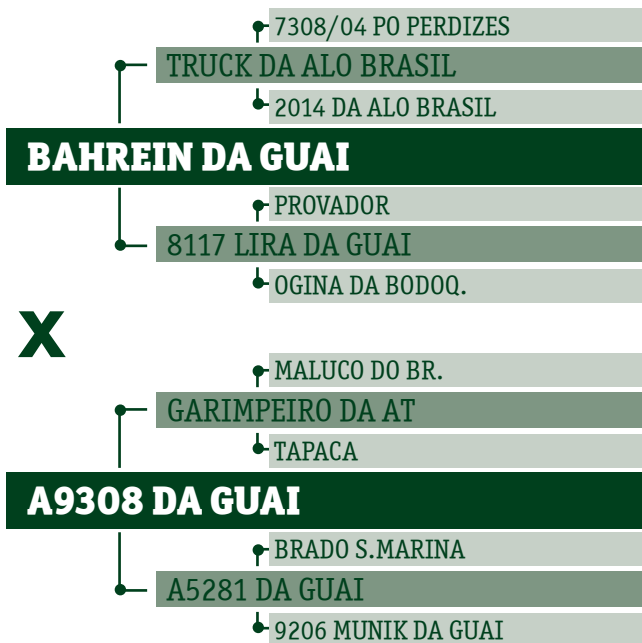 7308/04 PO PERDIZES
TRUCK DA ALO BRASIL
2014 DA ALO BRASIL
BAHREIN DA GUAI
PROVADOR
8117 LIRA DA GUAI
OGINA DA BODOQ.
X
MALUCO DO BR.
GARIMPEIRO DA AT
TAPACA
A9308 DA GUAI
BRADO S.MARINA
A5281 DA GUAI
9206 MUNIK DA GUAI